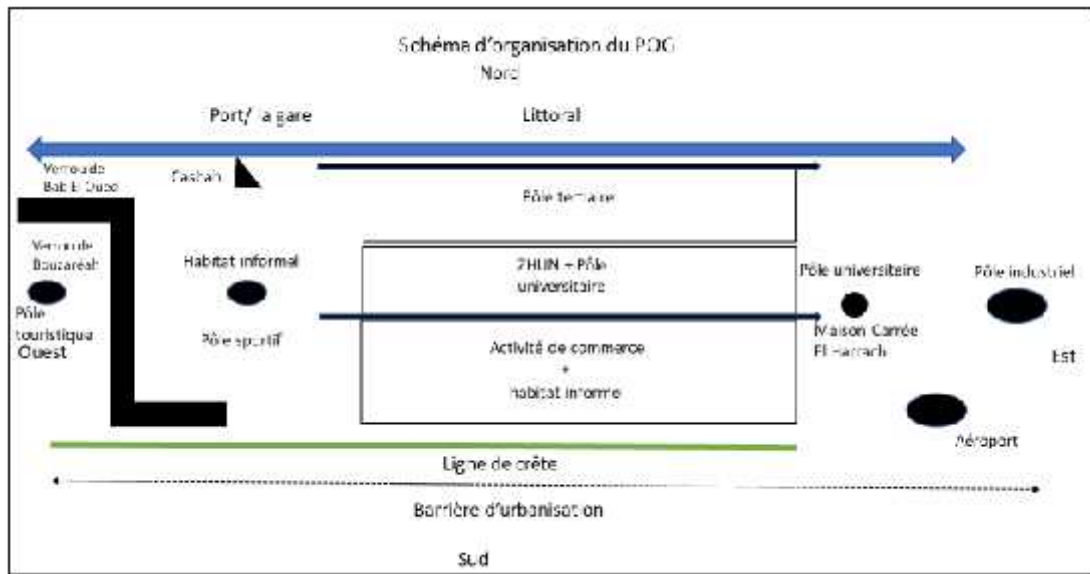 Schéma d'organisation du POG
Nord
Port/ la gare
Littoral
Verrou de
Bab El Oued
Casbah
Pôle tertiaire
Verrou de
Bouzaréah
Habitat informel
ZHUN + Pôle
universitaire
Pôle universitaire
Pôle industriel
Pôle
touristiqua
Ouest
Pôle sportif
Activité de commerce
+
habitat informe
Maison Carrée
El Harrach
Est
Aéroport
Ligne de crête
Barrière d'urbanisation
Sud